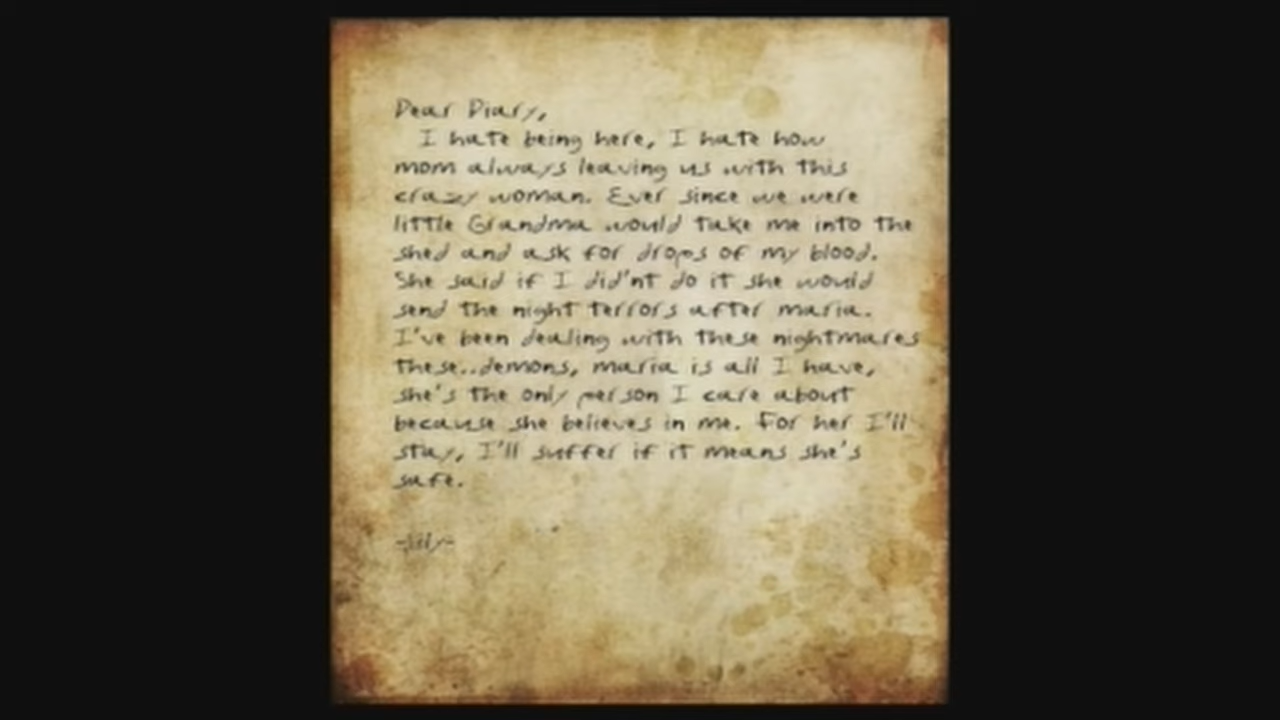 Dear Diary,
I hate being here, I hate how
mom always leaving us with this
crazy woman. Ever since we were
little Grandma would take me into the
shed and ask for drops of my blood.
She said if I did'nt do it she would
send the night terrors after maria.
I've been dealing with these nightmares
these..demons, maria is all I have,
she's the only person I care about
because she believes in me. For her I'll
stay, I'll suffer if it means she's
safe.
-lily-